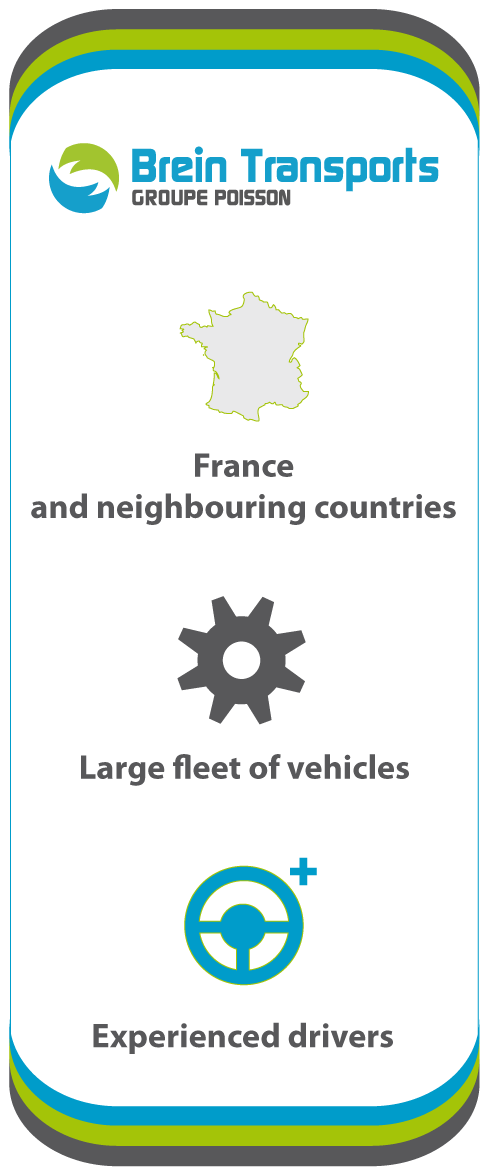 Brein Transports
GROUPE POISSON
France
and neighbouring countries
Large fleet of vehicles
Experienced drivers